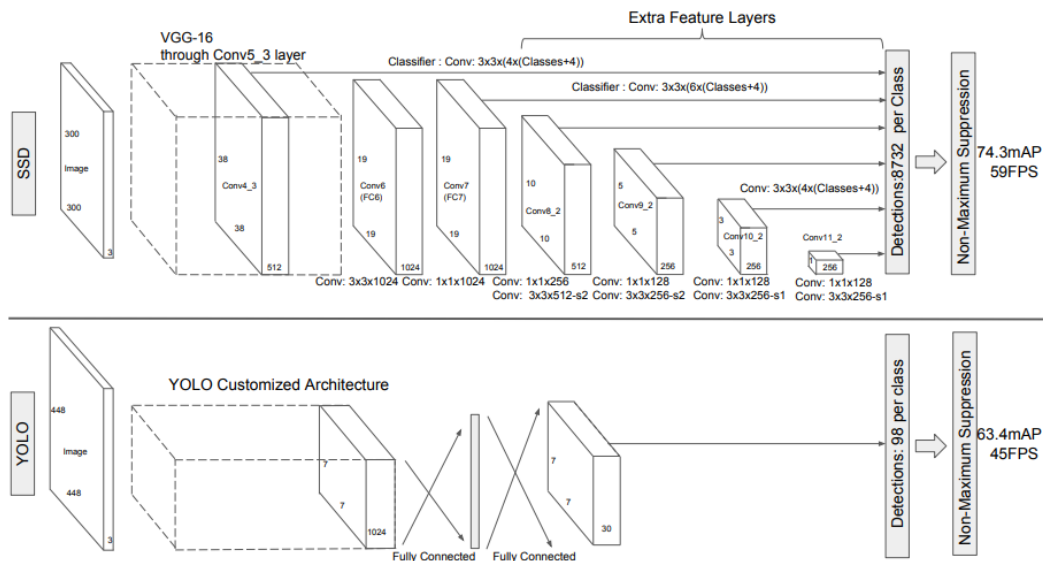 Extra Feature Layers
VGG-16
through Conv5_3 layer
Classifier : Conv: 3x3x(4x(Classes+4))
Classifier : Conv: 3x3x(6x(Classes+4))
SSD
300
Image
300
3
38
Conv4_3
38
512
19
Conv6
(FC6)
19
1024
19
Conv7
(FC7)
19
1024
10
Conv8_2
10
512
5
Conv9_2
5
256
Conv: 3x3x(4x(Classes+4))
3
Conv10_2
3
256
Conv11_2
1
256
Conv: 3x3x1024
Conv: 1x1x1024
Conv: 1x1x256
Conv: 3x3x512-s2
Conv: 1x1x128
Conv: 3x3x256-s2
Conv: 1x1x128
Conv: 3x3x256-s1
Conv: 1x1x128
Conv: 3x3x256-s1
Detections:8732 per Class
Non-Maximum Suppression
74.3mAP
59FPS
YOLO
448
Image
448
3
YOLO Customized Architecture
7
7
1024
Fully Connected
Fully Connected
7
7
30
Detections: 98 per class
Non-Maximum Suppression
63.4mAP
45FPS